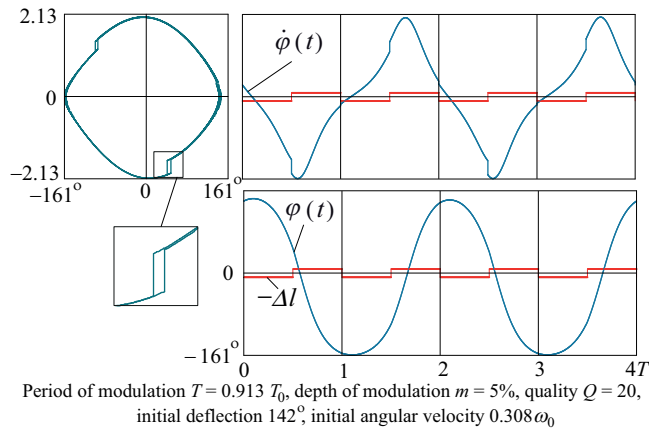 2.13
0
−2.13
−161°
0
161°
φ̇(t)
φ(t)
0
−Δl
−161°
0
1
2
3
4T
Period of modulation T = 0.913 T₀, depth of modulation m = 5%, quality Q = 20,
initial deflection 142°, initial angular velocity 0.308ω₀